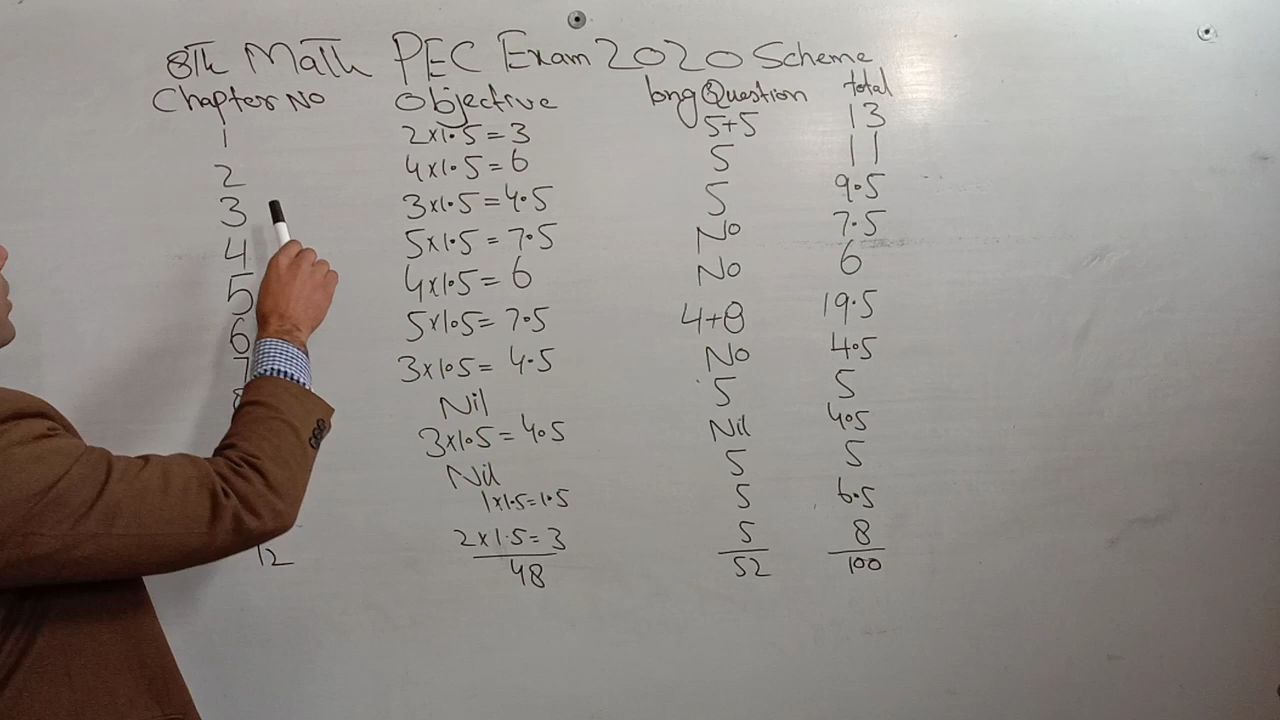 8Th Math PEC Exam 2020 Scheme
Chapter No Objective long Question total
1 2x1.5=3 5+5 13
2 4x1.5=6 5 11
3 3x1.5=4.5 5 9.5
4 5x1.5=7.5 No 7.5
5 4x1.5=6 No 6
6 5x1.5=7.5 4+8 19.5
7 3x1.5=4.5 No 4.5
8 Nil 5 5
3x1.5=4.5 Nil 4.5
Nil 5 5
1x1.5=1.5 5 6.5
12 2x1.5=3 5 8
48 52 100